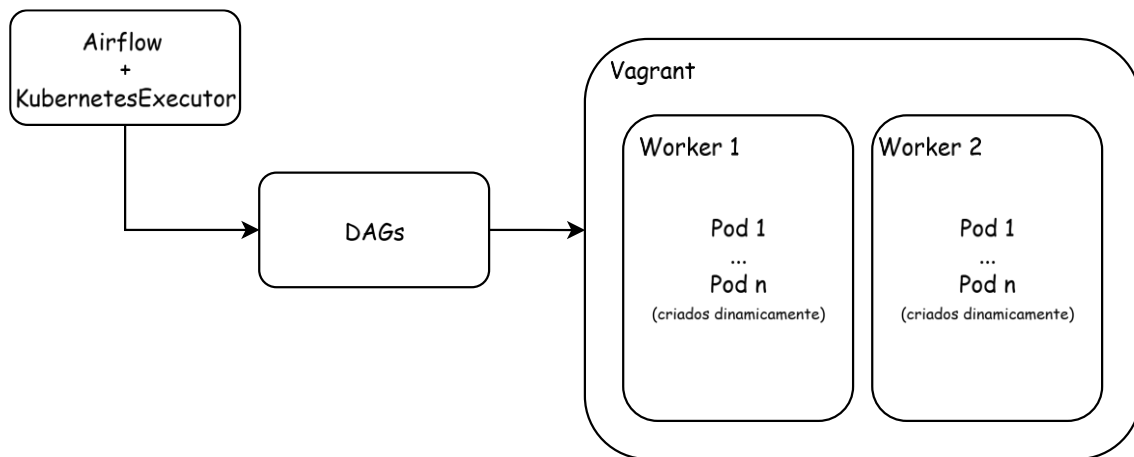 Airflow
+
KubernetesExecutor
DAGs
Vagrant
Worker 1
Pod 1
...
Pod n
(criados dinamicamente)
Worker 2
Pod 1
...
Pod n
(criados dinamicamente)